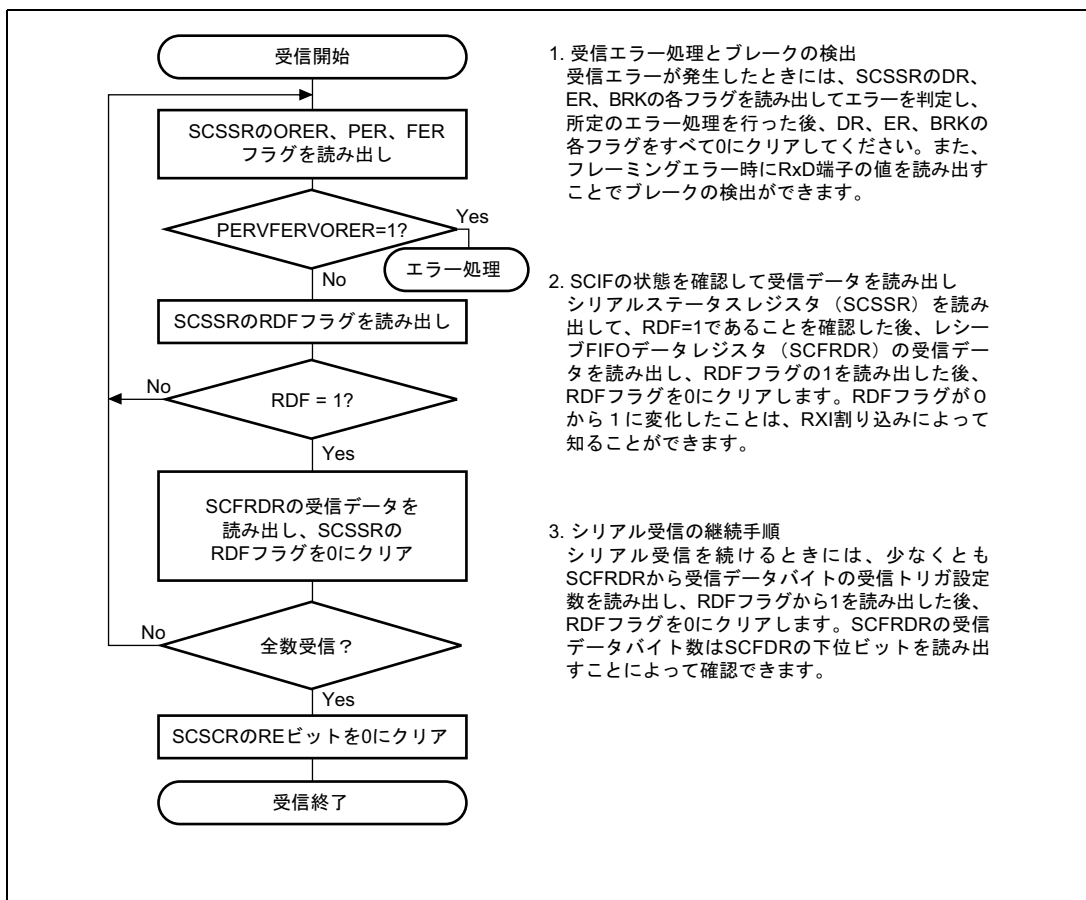 受信開始
SCSSRのORER、PER、FER
フラグを読み出し
PERVFERVORER=1?
Yes
エラー処理
No
SCSSRのRDFフラグを読み出し
No
RDF = 1?
Yes
SCFRDRの受信データを
読み出し、SCSSRの
RDFフラグを0にクリア
No
全数受信？
Yes
SCSCRのREビットを0にクリア
受信終了
1. 受信エラー処理とブレークの検出
受信エラーが発生したときには、SCSSRのDR、
ER、BRKの各フラグを読み出してエラーを判定し、
所定のエラー処理を行った後、DR、ER、BRKの
各フラグをすべて0にクリアしてください。また、
フレーミングエラー時にRxD端子の値を読み出す
ことでブレークの検出ができます。
2. SCIFの状態を確認して受信データを読み出し
シリアルステータスレジスタ（SCSSR）を読み
出して、RDF=1であることを確認した後、レシー
ブFIFOデータレジスタ（SCFRDR）の受信デー
タを読み出し、RDFフラグの1を読み出した後、
RDFフラグを0にクリアします。RDFフラグが０
から１に変化したことは、RXI割り込みによって
知ることができます。
3. シリアル受信の継続手順
シリアル受信を続けるときには、少なくとも
SCFRDRから受信データバイトの受信トリガ設定
数を読み出し、RDFフラグから1を読み出した後、
RDFフラグを0にクリアします。SCFRDRの受信
データバイト数はSCFDRの下位ビットを読み出
すことによって確認できます。